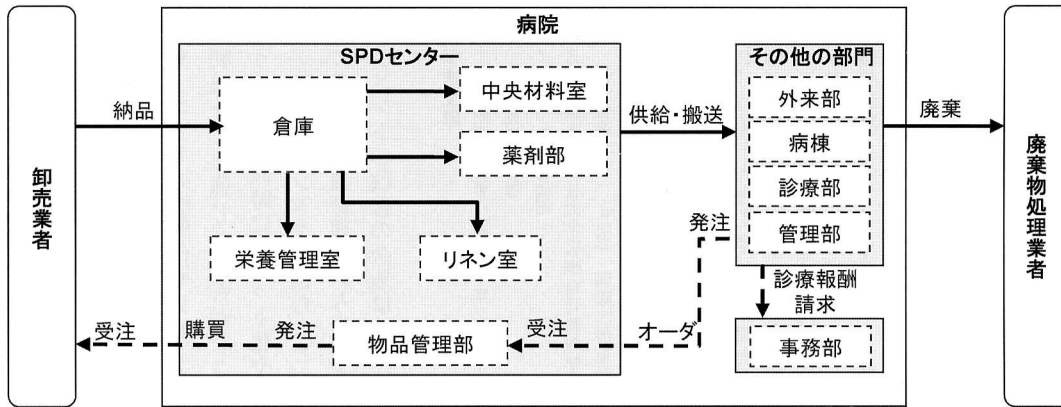 病院
SPDセンター
その他の部門
中央材料室
外来部
納品
倉庫
供給・搬送
廃棄
病棟
薬剤部
卸売業者
診療部
廃棄物処理業者
発注
管理部
栄養管理室
リネン室
診療報酬
請求
受注
購買
発注
物品管理部
受注
オーダ
事務部